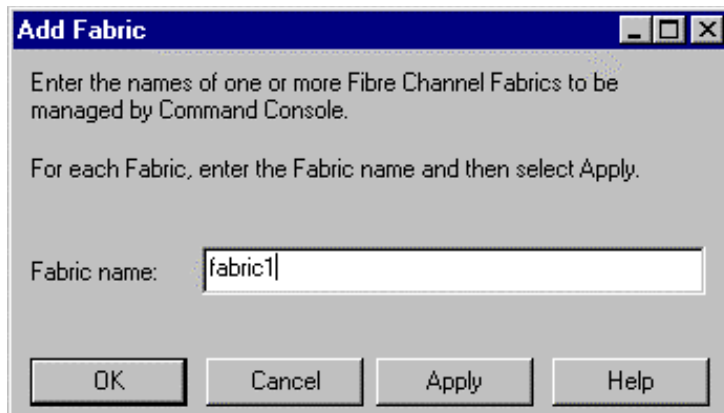 Add Fabric
Enter the names of one or more Fibre Channel Fabrics to be
managed by Command Console.
For each Fabric, enter the Fabric name and then select Apply.
Fabric name: fabric1
OK Cancel Apply Help